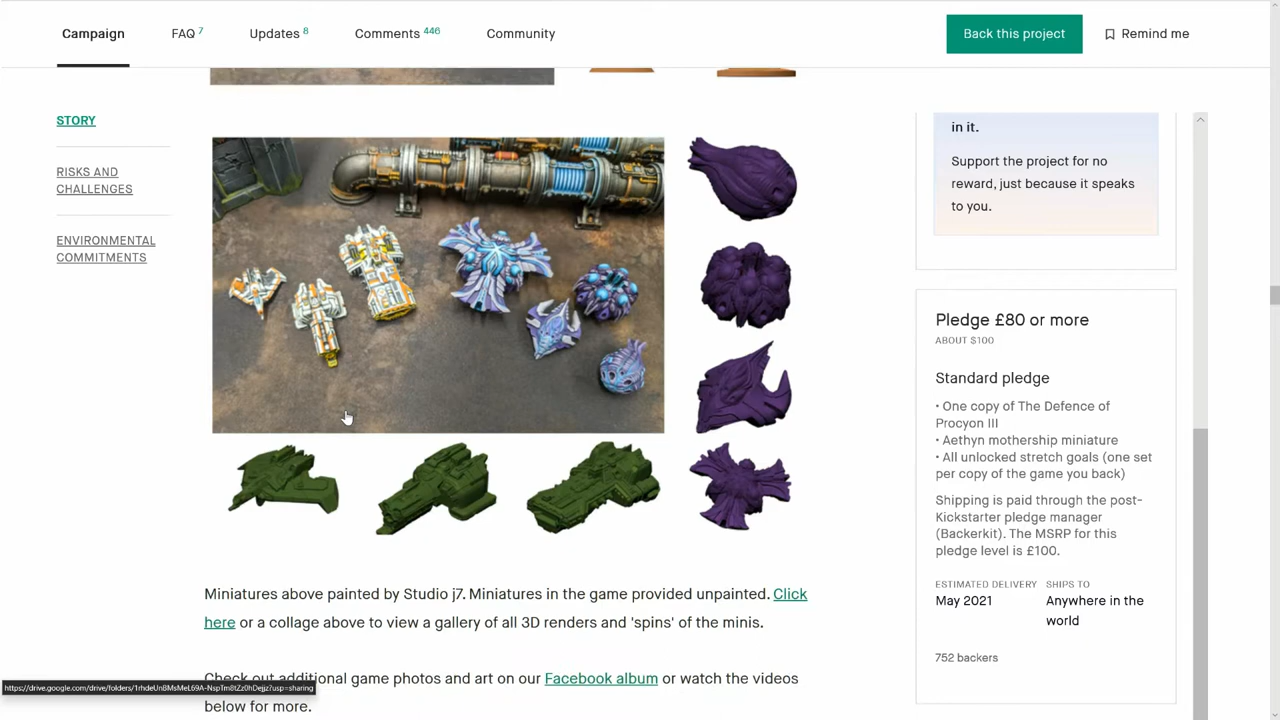 Campaign
FAQ 7
Updates 8
Comments 446
Community
Back this project
Remind me
STORY
RISKS AND
CHALLENGES
ENVIRONMENTAL
COMMITMENTS
Miniatures above painted by Studio j7. Miniatures in the game provided unpainted. Click
here or a collage above to view a gallery of all 3D renders and 'spins' of the minis.
Check out additional game photos and art on our Facebook album or watch the videos
below for more.
in it.
Support the project for no
reward, just because it speaks
to you.
Pledge £80 or more
ABOUT $100
Standard pledge
• One copy of The Defence of
Procyon III
• Aethyn mothership miniature
• All unlocked stretch goals (one set
per copy of the game you back)
Shipping is paid through the post-
Kickstarter pledge manager
(Backerkit). The MSRP for this
pledge level is £100.
ESTIMATED DELIVERY SHIPS TO
May 2021 Anywhere in the
world
752 backers